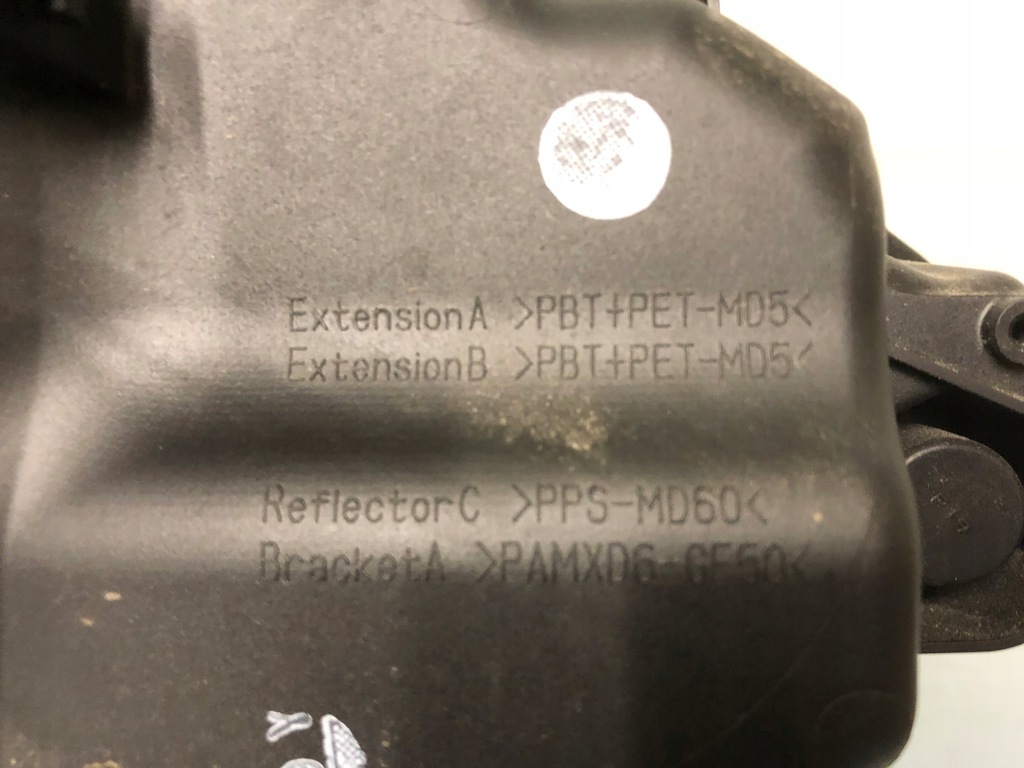 ExtensionA >PBT+PET-MD5<
ExtensionB >PBT+PET-MD5<
ReflectorC >PPS-MD60<
BracketA >PAMXD6-GF50<